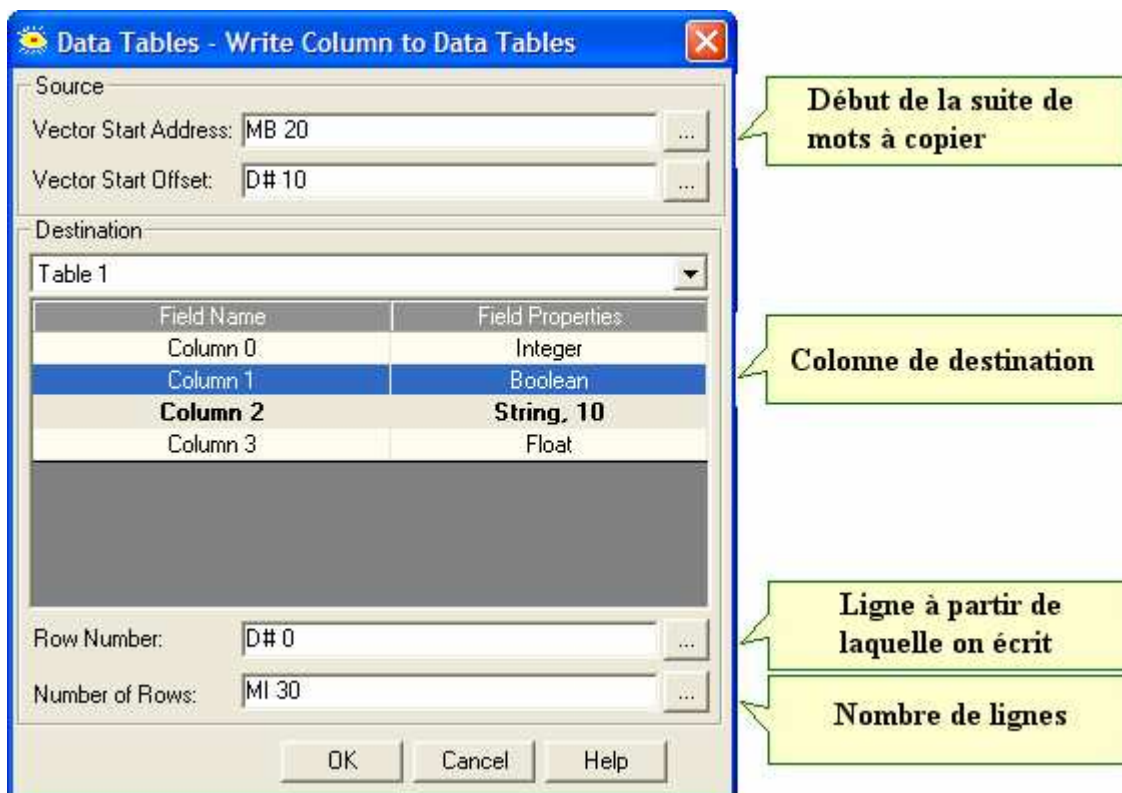 Data Tables - Write Column to Data Tables
Source
Vector Start Address: MB 20 ...
Début de la suite de
mots à copier
Vector Start Offset: D# 10 ...
Destination
Table 1
Field Name Field Properties
Column 0 Integer
Column 1 Boolean
Column 2 String, 10
Column 3 Float
Colonne de destination
Row Number: D# 0 ...
Ligne à partir de
laquelle on écrit
Number of Rows: MI 30 ...
Nombre de lignes
OK Cancel Help